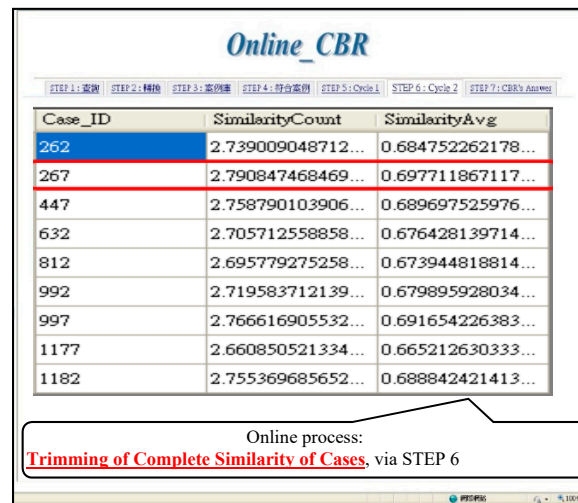 Online_CBR
STEP 1 : 查詢 STEP 2 : 轉換 STEP 3 : 案例庫 STEP 4 : 符合案例 STEP 5 : Cycle 1 STEP 6 : Cycle 2 STEP 7 : CBR's Answer
Case_ID SimilarityCount SimilarityAvg
262 2.739009048712... 0.684752262178...
267 2.790847468469... 0.697711867117...
447 2.758790103906... 0.689697525976...
632 2.705712558858... 0.676428139714...
812 2.695779275258... 0.673944818814...
992 2.719583712139... 0.679895928034...
997 2.766616905532... 0.691654226383...
1177 2.660850521334... 0.665212630333...
1182 2.755369685652... 0.688842421413...
Online process:
Trimming of Complete Similarity of Cases, via STEP 6